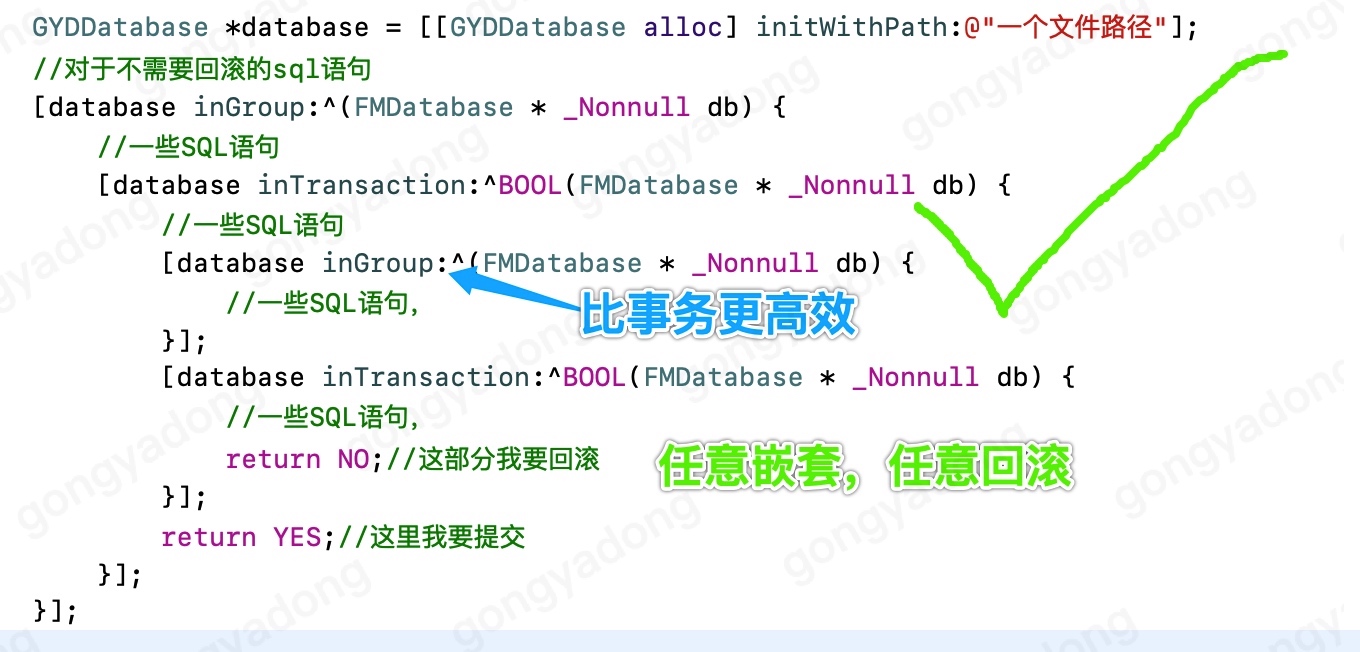 GYDDatabase *database = [[GYDDatabase alloc] initWithPath:@"一个文件路径"];
//对于不需要回滚的sql语句
[database inGroup:^(FMDatabase * _Nonnull db) {
//一些SQL语句
[database inTransaction:^BOOL(FMDatabase * _Nonnull db) {
//一些SQL语句
[database inGroup:^(FMDatabase * _Nonnull db) {
//一些SQL语句,
比事务更高效
}];
[database inTransaction:^BOOL(FMDatabase * _Nonnull db) {
//一些SQL语句,
return NO;//这部分我要回滚
任意嵌套，任意回滚
}];
return YES;//这里我要提交
}];
}];
gongyadong